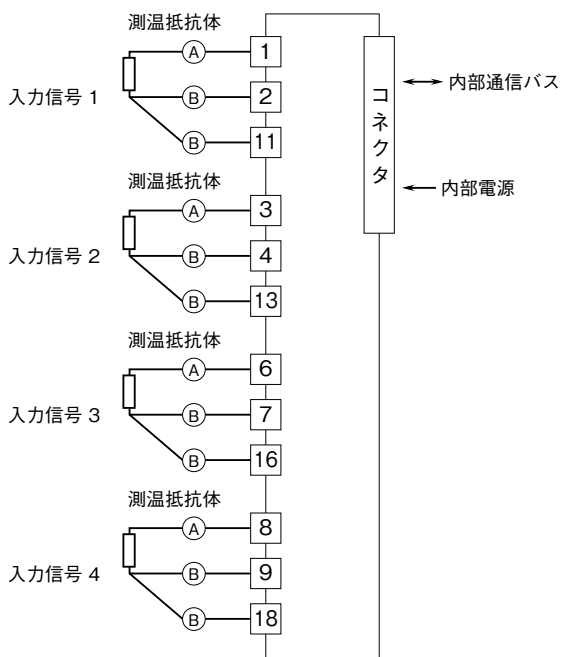 測温抵抗体
A 1
入力信号 1
B 2
B 11
コネクタ
内部通信バス
内部電源
測温抵抗体
A 3
入力信号 2
B 4
B 13
測温抵抗体
A 6
入力信号 3
B 7
B 16
測温抵抗体
A 8
入力信号 4
B 9
B 18